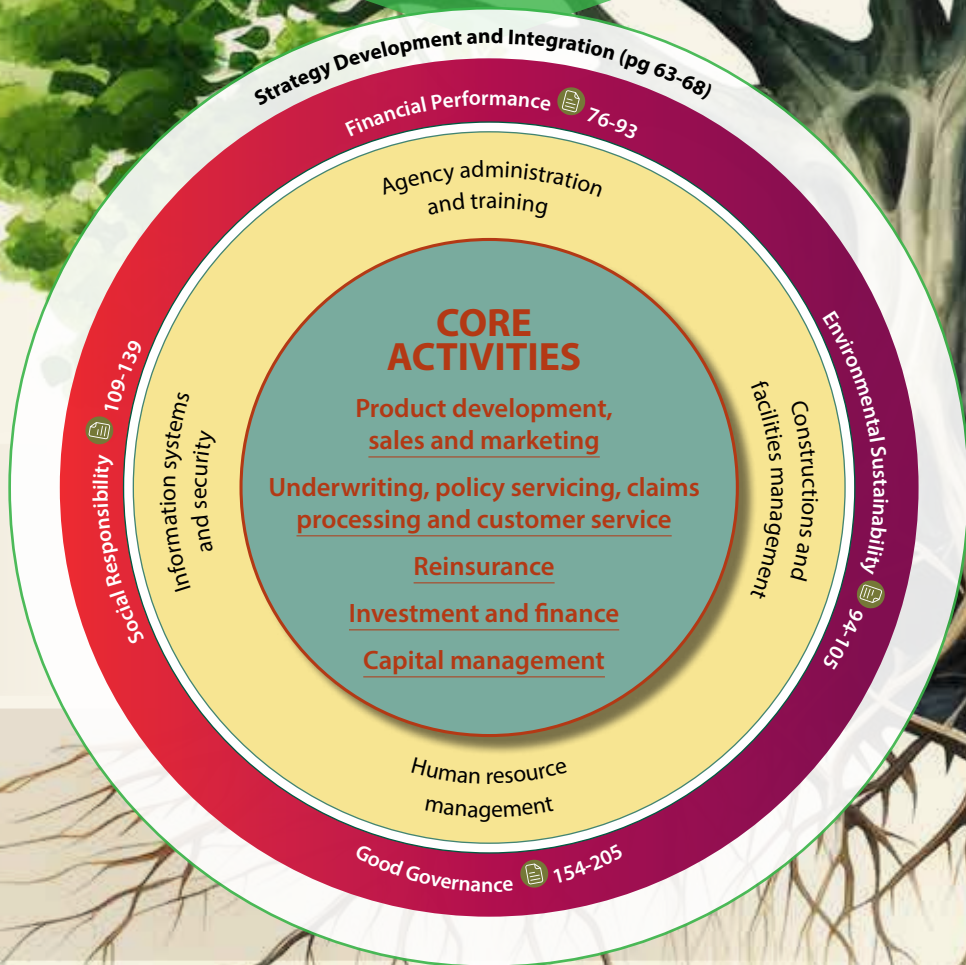 Strategy Development and Integration (pg 63-68)
Financial Performance 76-93
Agency administration
and training
CORE
ACTIVITIES
Product development,
sales and marketing
Underwriting, policy servicing, claims
processing and customer service
Reinsurance
Investment and finance
Capital management
Social Responsibility 109-139
Information systems
and security
Constructions and
facilities management
Environmental Sustainability 94-105
Human resource
management
Good Governance 154-205